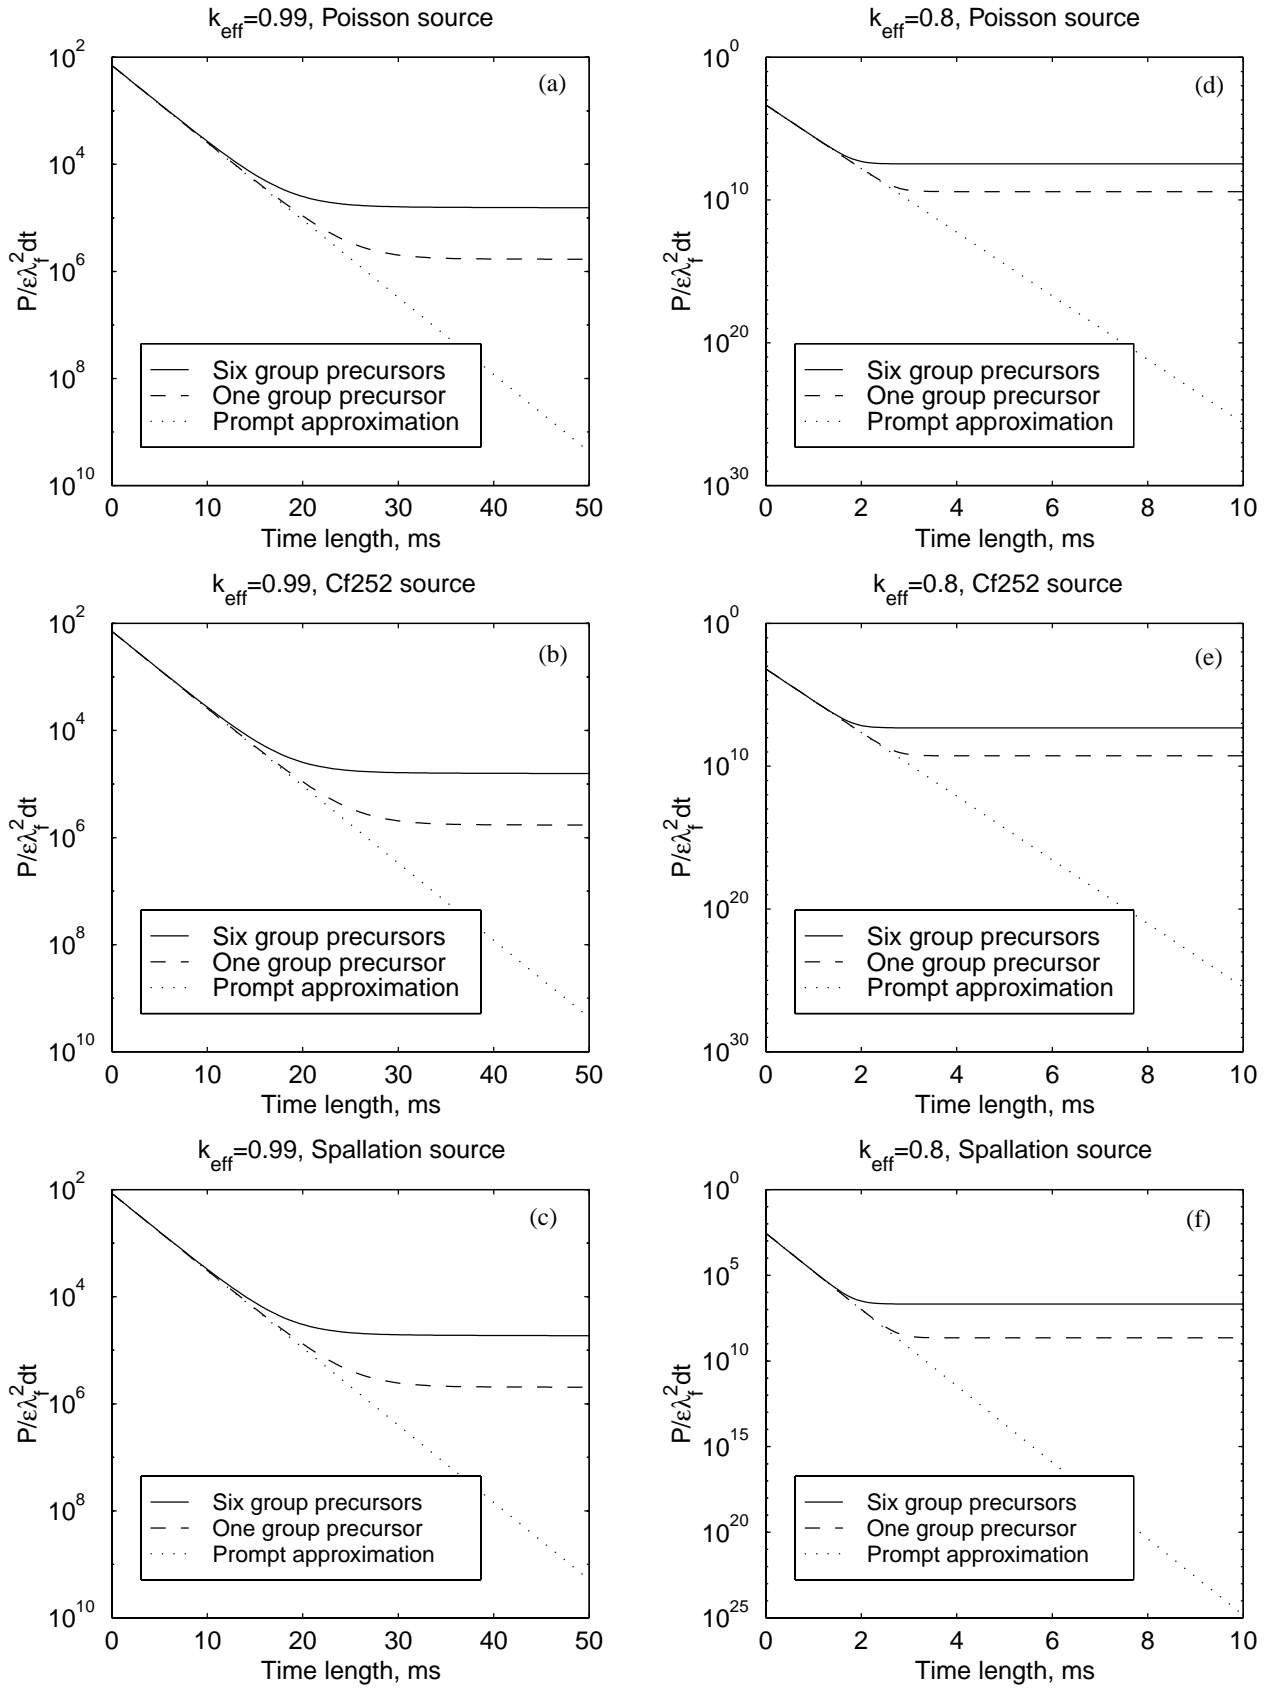 k_eff=0.99, Poisson source
(a)
10^2
10^4
10^6
10^8
10^10
P/ελ_f^2dt
Six group precursors
One group precursor
Prompt approximation
0 10 20 30 40 50
Time length, ms
k_eff=0.8, Poisson source
(d)
10^0
10^10
10^20
10^30
P/ελ_f^2dt
Six group precursors
One group precursor
Prompt approximation
0 2 4 6 8 10
Time length, ms
k_eff=0.99, Cf252 source
(b)
10^2
10^4
10^6
10^8
10^10
P/ελ_f^2dt
Six group precursors
One group precursor
Prompt approximation
0 10 20 30 40 50
Time length, ms
k_eff=0.8, Cf252 source
(e)
10^0
10^10
10^20
10^30
P/ελ_f^2dt
Six group precursors
One group precursor
Prompt approximation
0 2 4 6 8 10
Time length, ms
k_eff=0.99, Spallation source
(c)
10^2
10^4
10^6
10^8
10^10
P/ελ_f^2dt
Six group precursors
One group precursor
Prompt approximation
0 10 20 30 40 50
Time length, ms
k_eff=0.8, Spallation source
(f)
10^0
10^5
10^10
10^15
10^20
10^25
P/ελ_f^2dt
Six group precursors
One group precursor
Prompt approximation
0 2 4 6 8 10
Time length, ms